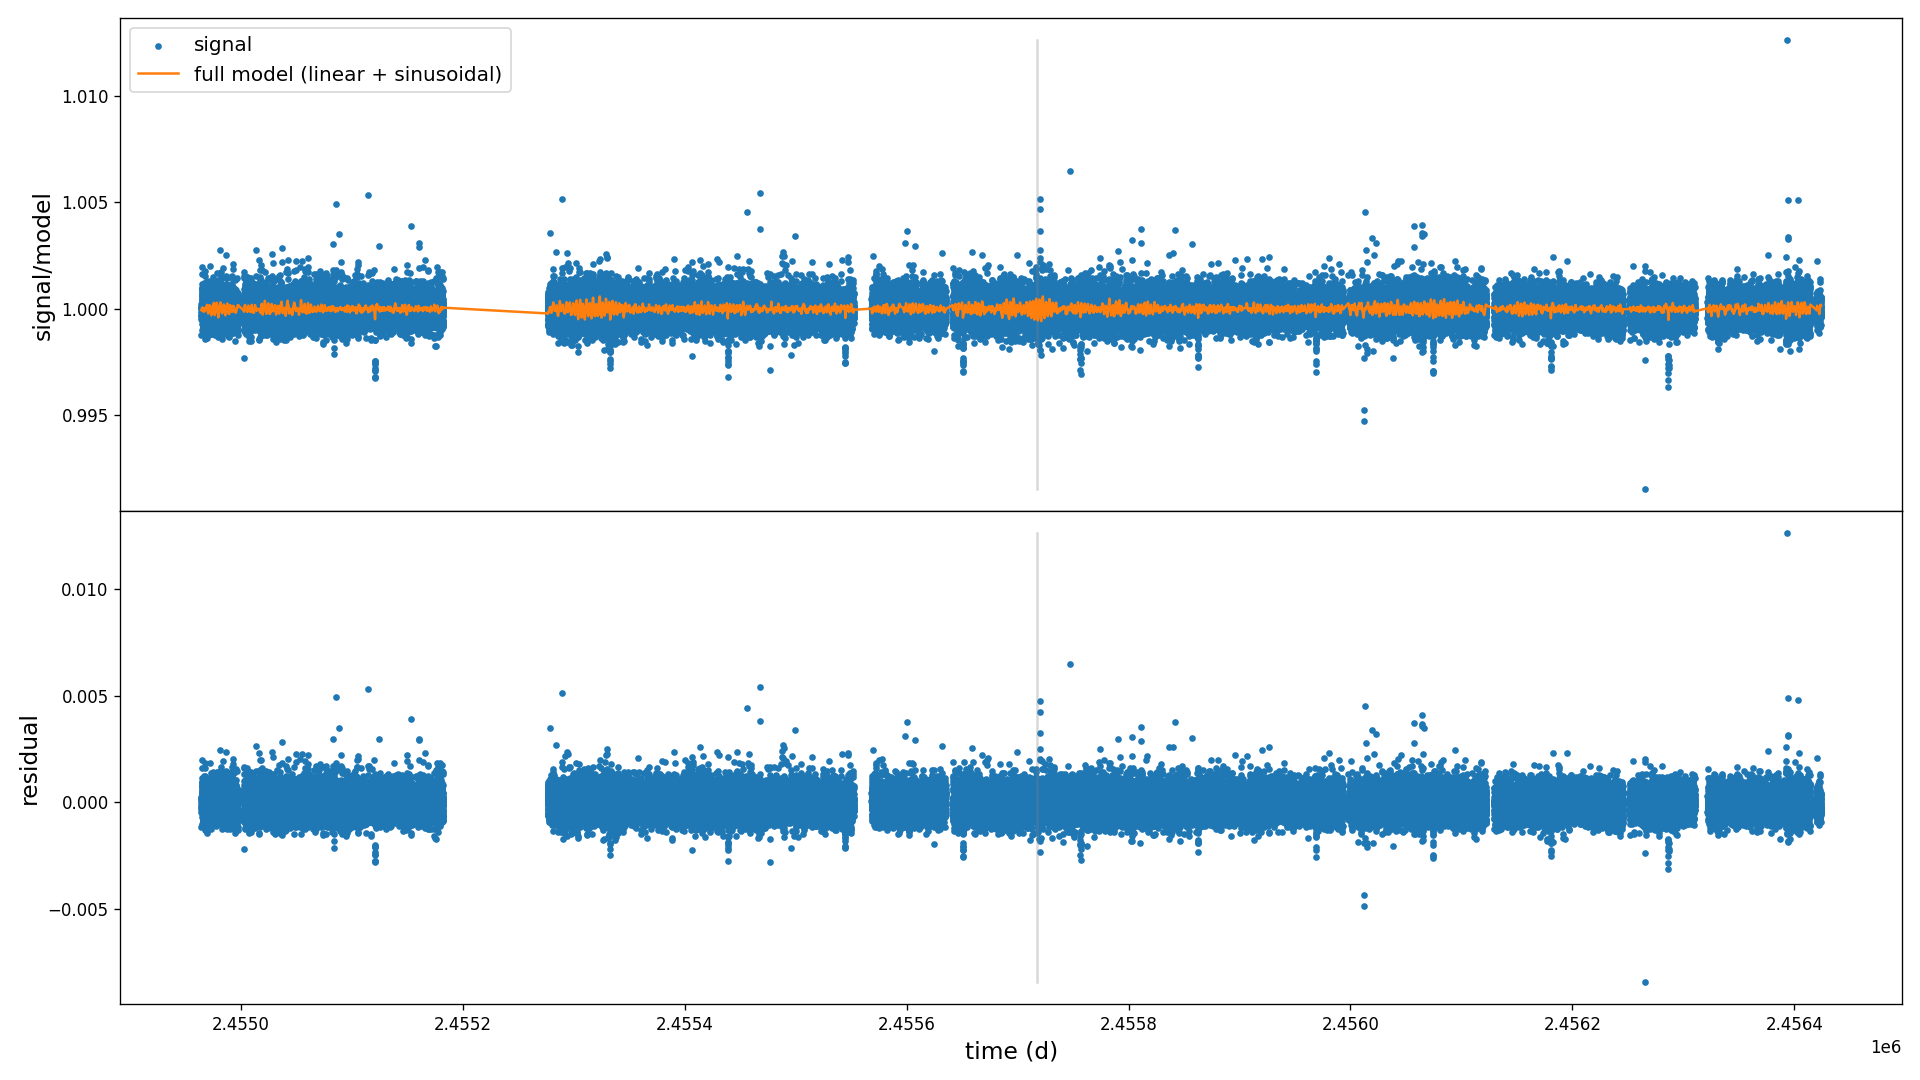 signal
full model (linear + sinusoidal)
signal/model
1.010
1.005
1.000
0.995
residual
0.010
0.005
0.000
−0.005
2.4550
2.4552
2.4554
2.4556
2.4558
2.4560
2.4562
2.4564
time (d)
1e6